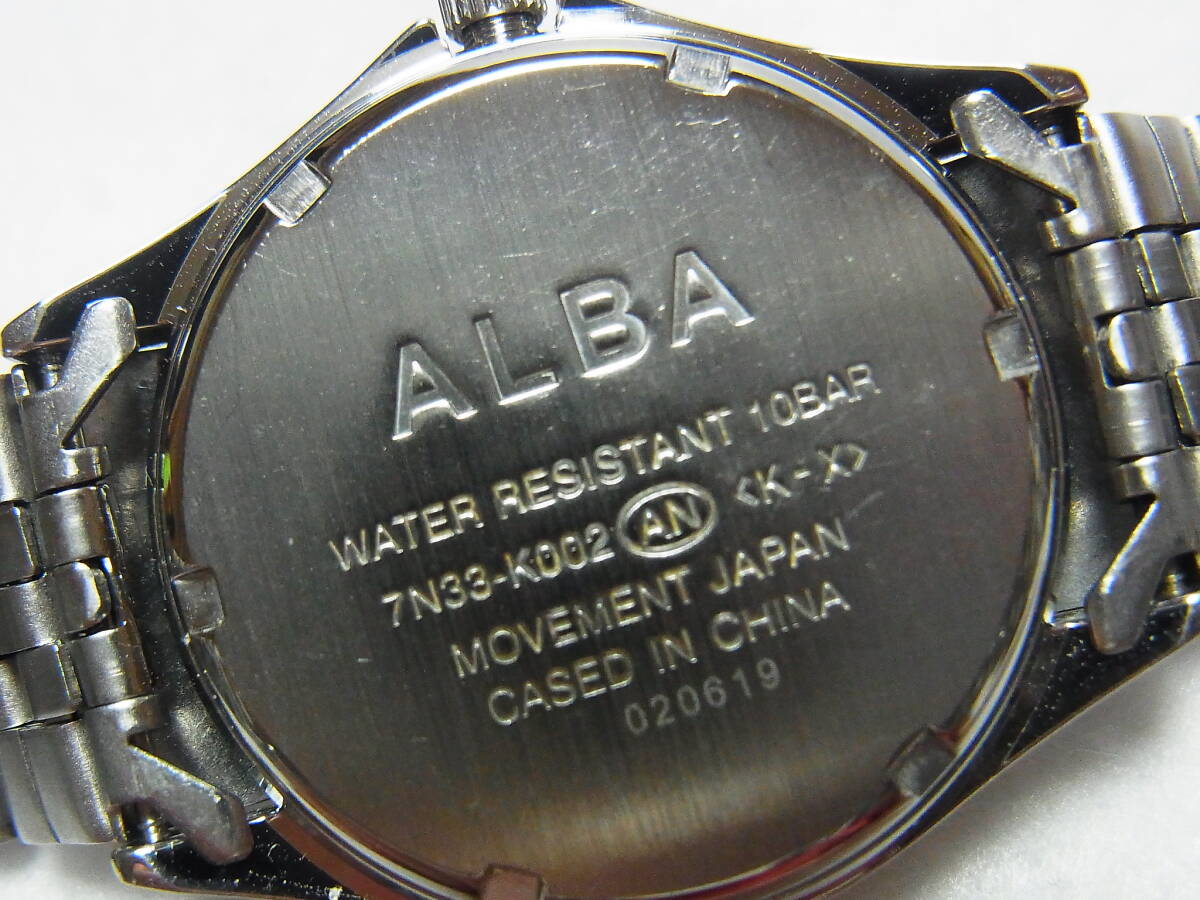 ALBA
WATER RESISTANT 10BAR
7N33-K002 AN <K-X>
MOVEMENT JAPAN
CASED IN CHINA
020619